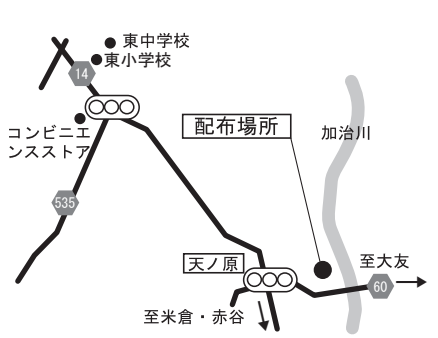 東中学校
東小学校
14
コンビニエ
ンスストア
配布場所
加治川
535
天ノ原
至大友
60
至米倉・赤谷